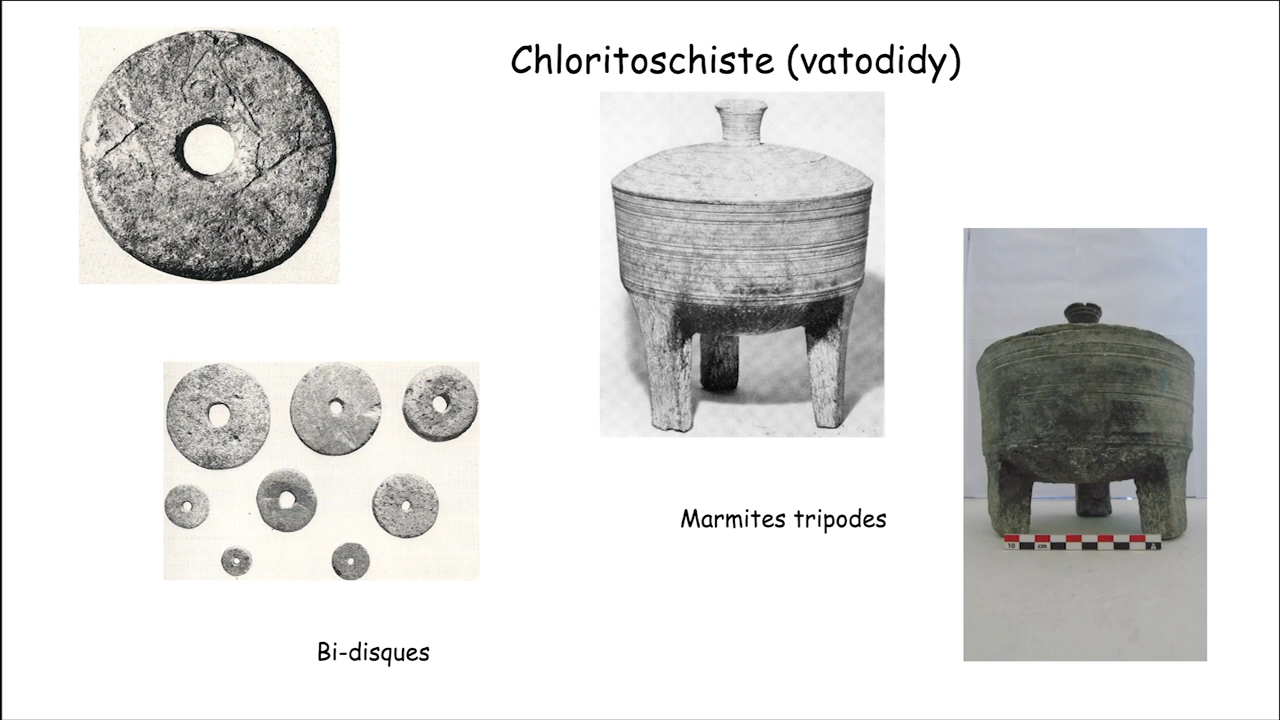 Chloritoschiste (vatodidy)
Marmites tripodes
10 cm A
Bi-disques